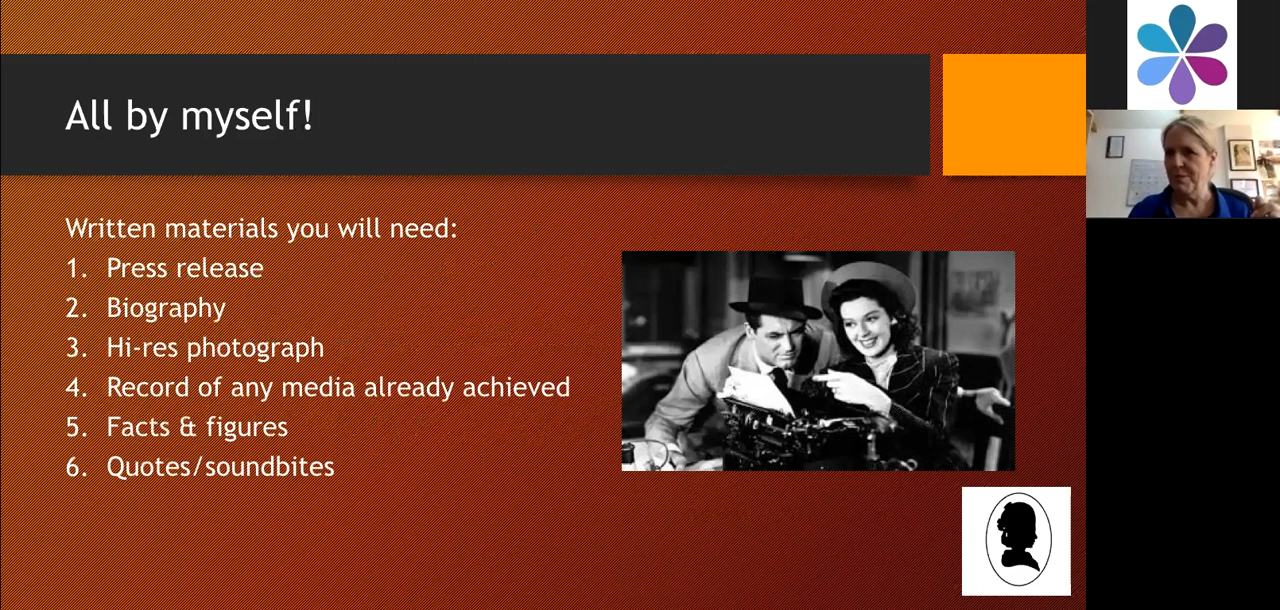 All by myself!
Written materials you will need:
1. Press release
2. Biography
3. Hi-res photograph
4. Record of any media already achieved
5. Facts & figures
6. Quotes/soundbites